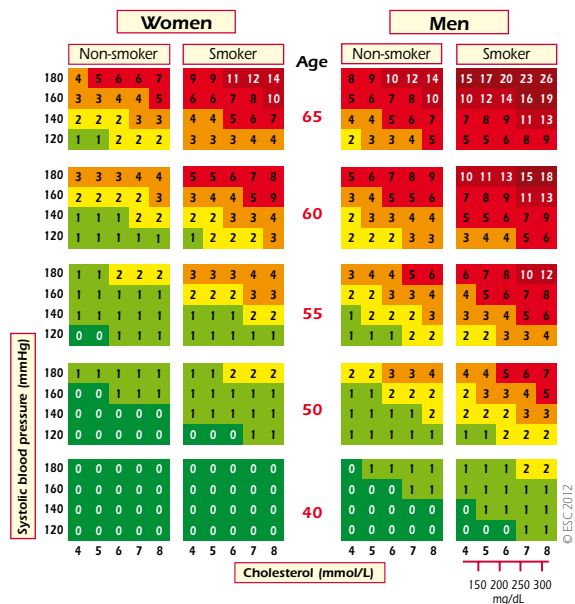 Women Men
Non-smoker Smoker Age Non-smoker Smoker
180 4 5 6 6 7 9 9 11 12 14 8 9 10 12 14 15 17 20 23 26
160 3 3 4 4 5 6 6 7 8 10 5 6 7 8 10 10 12 14 16 19
65
140 2 2 2 3 3 4 4 5 6 7 4 4 5 6 7 7 8 9 11 13
120 1 1 2 2 2 3 3 3 4 4 2 3 3 4 5 5 5 6 8 9
180 3 3 3 4 4 5 5 6 7 8 5 6 7 8 9 10 11 13 15 18
160 2 2 2 2 3 3 4 4 5 9 3 4 5 5 6 7 8 9 11 13
60
140 1 1 1 2 2 2 2 3 3 4 2 3 3 4 4 5 5 6 7 9
120 1 1 1 1 1 1 2 2 2 3 2 2 2 3 3 3 4 4 5 6
180 1 1 2 2 2 3 3 3 4 4 3 4 4 5 6 6 7 8 10 12
160 1 1 1 1 1 2 2 2 3 3 2 2 3 3 4 4 5 6 7 8
55
140 1 1 1 1 1 1 1 1 2 2 1 2 2 2 3 3 4 4 5 6
120 0 0 1 1 1 1 1 1 1 1 1 1 1 2 2 2 2 3 3 4
180 1 1 1 1 1 1 1 2 2 2 2 2 3 3 4 4 4 5 6 7
160 0 0 1 1 1 1 1 1 1 1 1 1 2 2 2 2 3 3 4 5
50
140 0 0 0 0 0 1 1 1 1 1 1 1 1 1 2 2 2 2 3 3
120 0 0 0 0 0 0 0 0 1 1 1 1 1 1 1 1 1 2 2 2
180 0 0 0 0 0 0 0 0 0 0 0 1 1 1 1 1 1 1 2 2
160 0 0 0 0 0 0 0 0 0 0 0 0 0 1 1 1 1 1 1 1
40
140 0 0 0 0 0 0 0 0 0 0 0 0 0 0 0 0 1 1 1 1
120 0 0 0 0 0 0 0 0 0 0 0 0 0 0 0 0 0 0 1 1
4 5 6 7 8 4 5 6 7 8 4 5 6 7 8 4 5 6 7 8
Systolic blood pressure (mmHg)
Cholesterol (mmol/L)
150 200 250 300
mg/dL
© ESC 2012